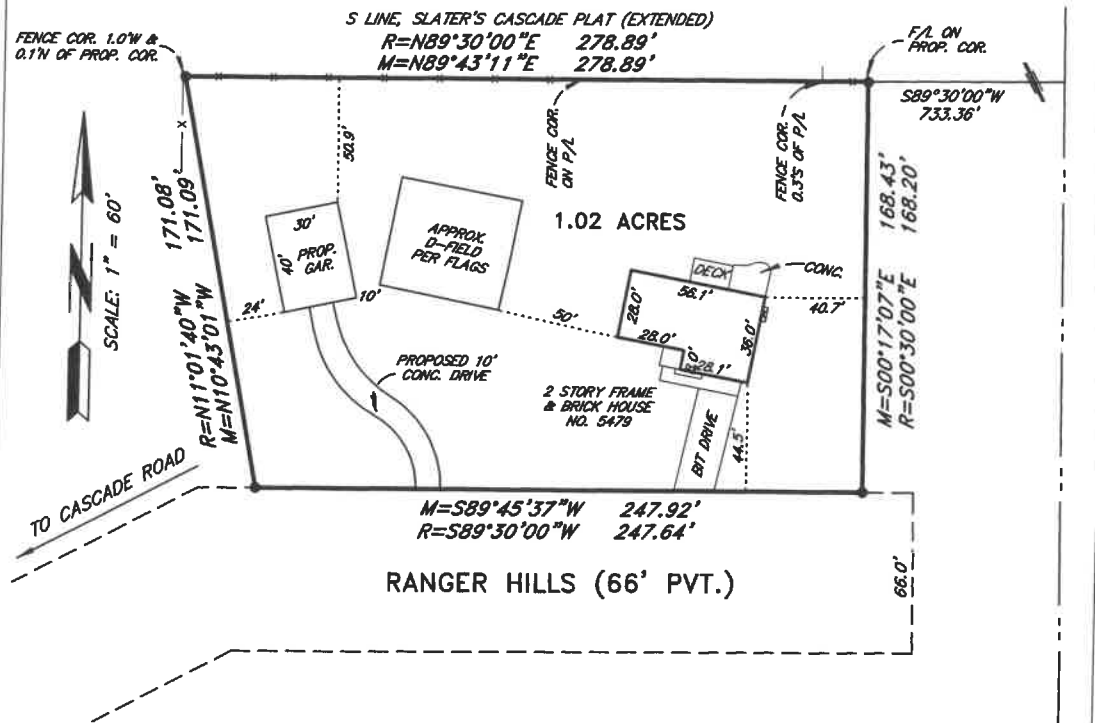 S LINE, SLATER'S CASCADE PLAT (EXTENDED)
R=N89°30'00"E 278.89'
M=N89°43'11"E 278.89'
FENCE COR. 1.0'W &
0.1'N OF PROP. COR.
F/L ON
PROP. COR.
S89°30'00"W
733.36'
FENCE COR.
ON P/L
FENCE COR.
0.3'S OF P/L
X
50.9'
SCALE: 1" = 60'
N
R=N11°01'40"W 171.08'
M=N10°43'01"W 171.09'
30'
40'
PROP.
GAR.
10'
24'
APPROX.
D-FIELD
PER FLAGS
1.02 ACRES
DECK
CONC.
56.1'
28.0'
28.0'
36.0'
28.1'
40.7'
50'
M=S00°17'07"E 168.43'
R=S00°30'00"E 168.20'
PROPOSED 10'
CONC. DRIVE
2 STORY FRAME
& BRICK HOUSE
NO. 5479
BIT DRIVE
44.5'
TO CASCADE ROAD
M=S89°45'37"W 247.92'
R=S89°30'00"W 247.64'
RANGER HILLS (66' PVT.)
66.0'